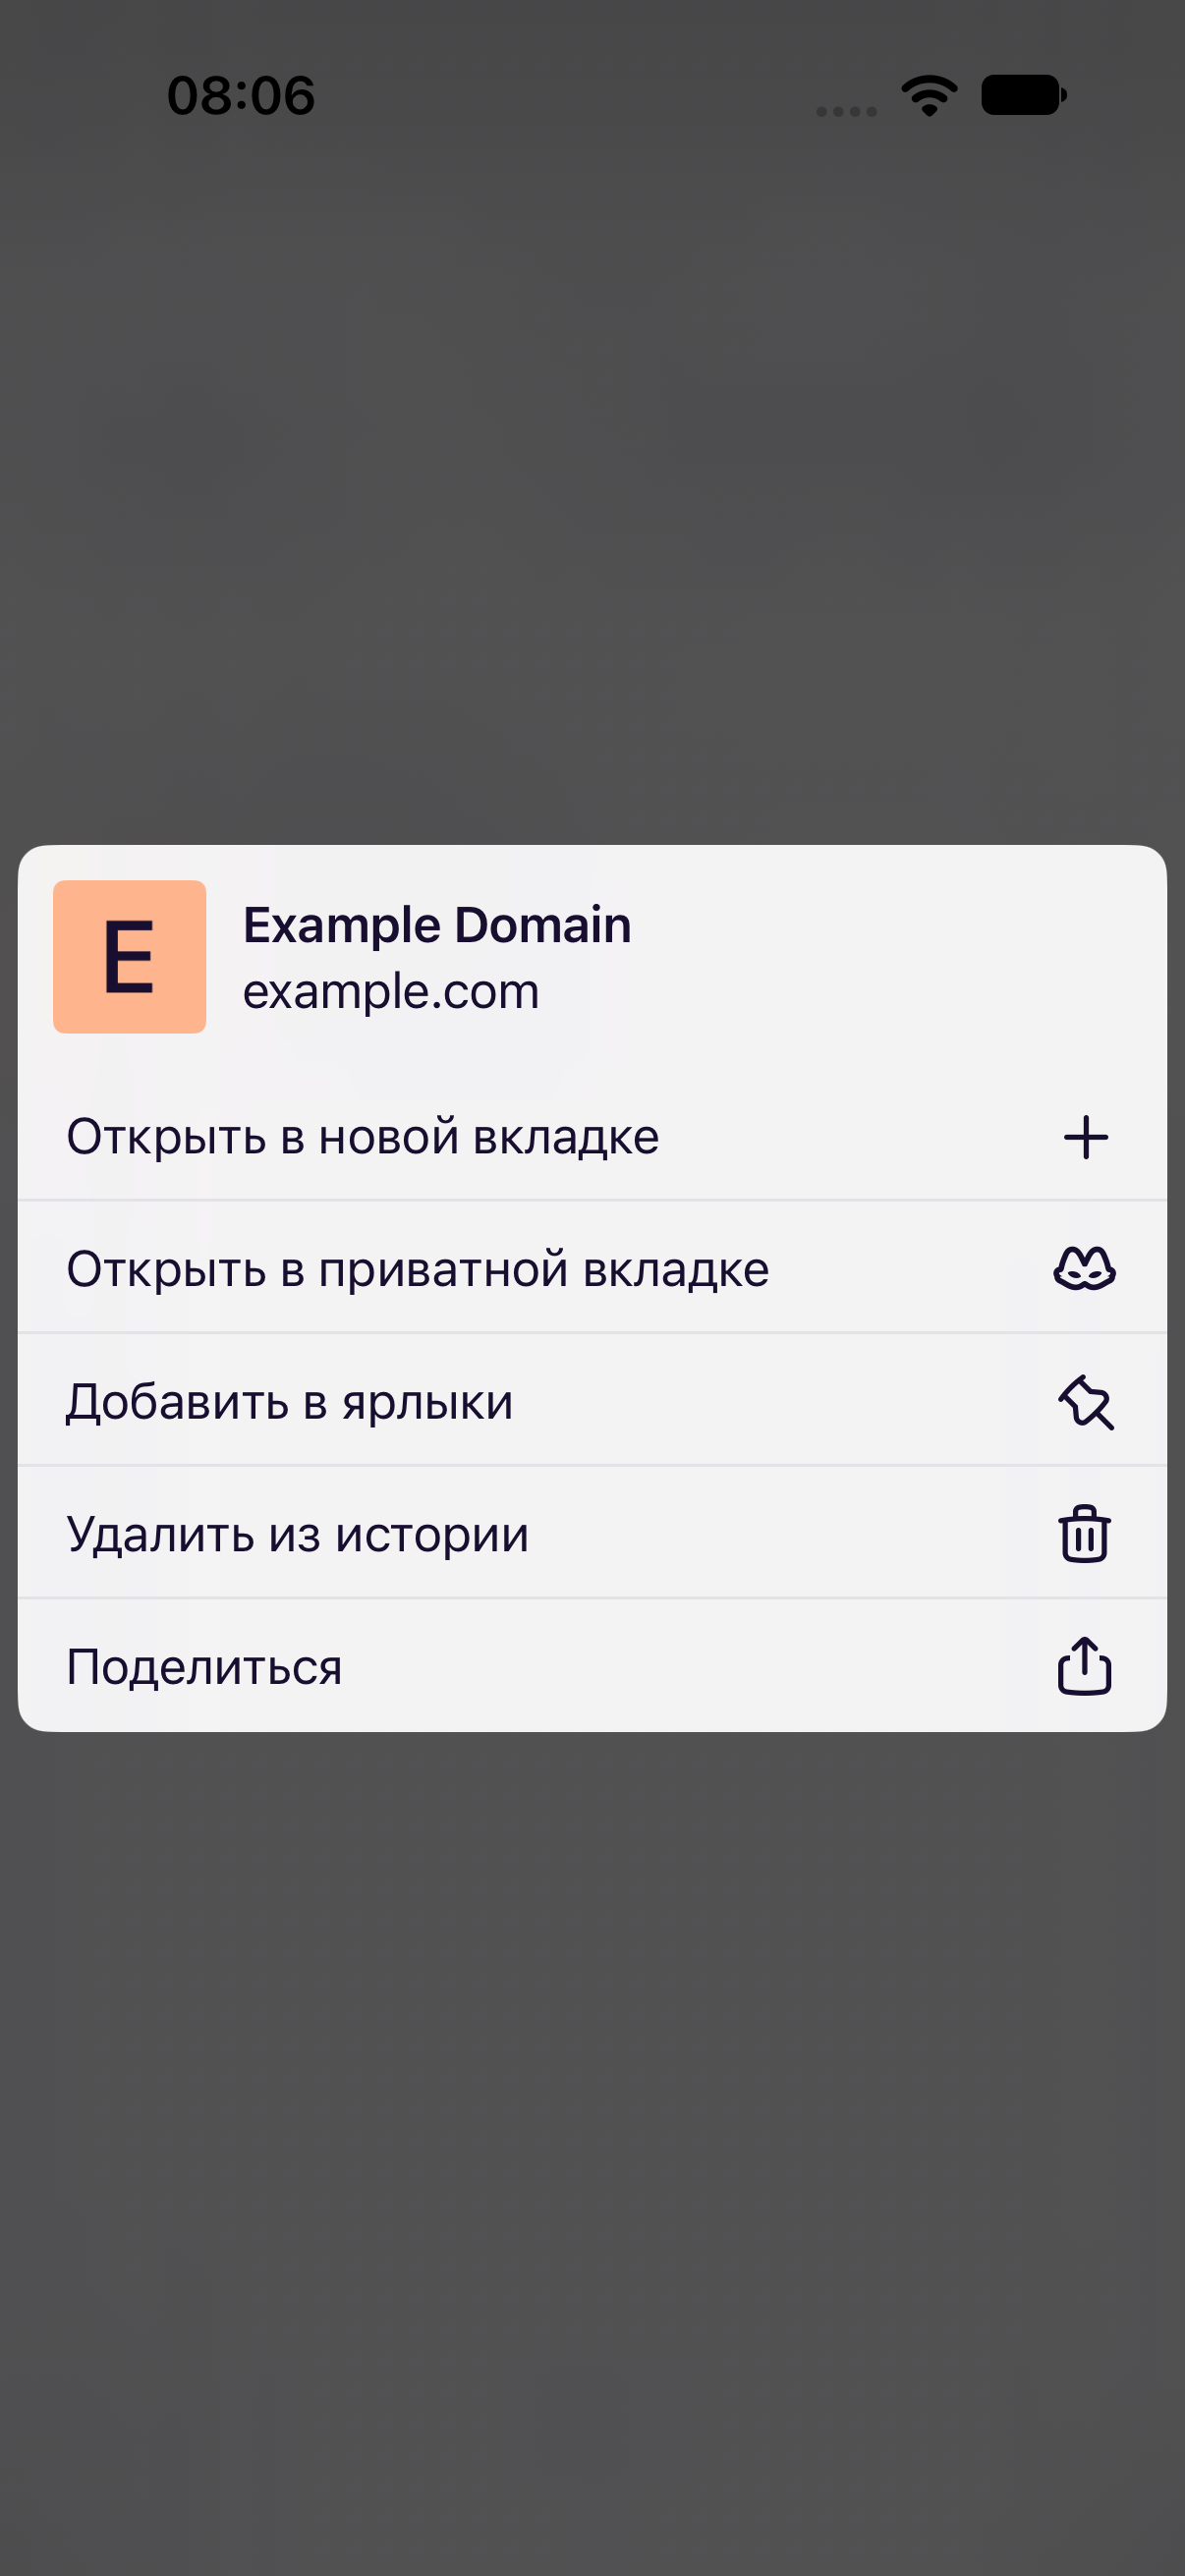 08:06
E
Example Domain
example.com
Открыть в новой вкладке
Открыть в приватной вкладке
Добавить в ярлыки
Удалить из истории
Поделиться